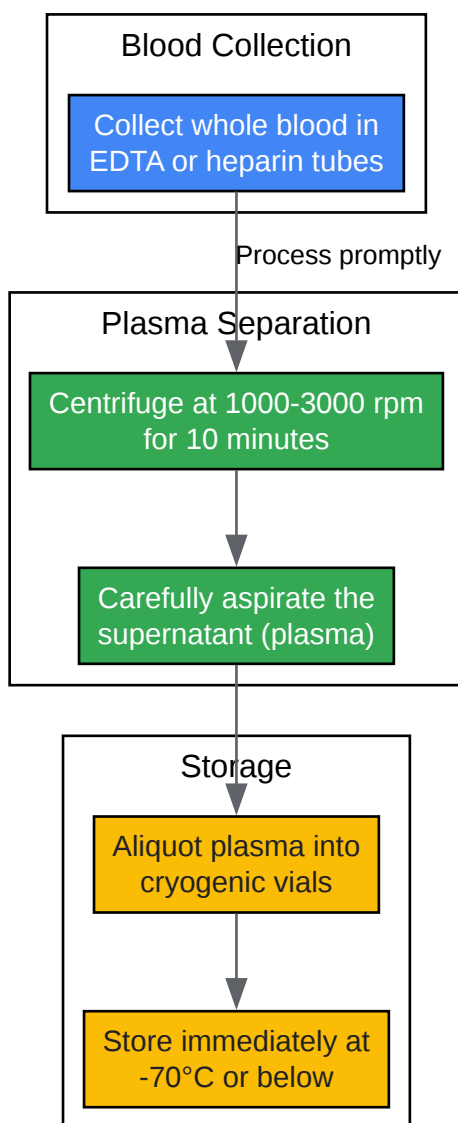 Blood Collection
Collect whole blood in
EDTA or heparin tubes
Process promptly
Plasma Separation
Centrifuge at 1000-3000 rpm
for 10 minutes
Carefully aspirate the
supernatant (plasma)
Storage
Aliquot plasma into
cryogenic vials
Store immediately at
-70°C or below